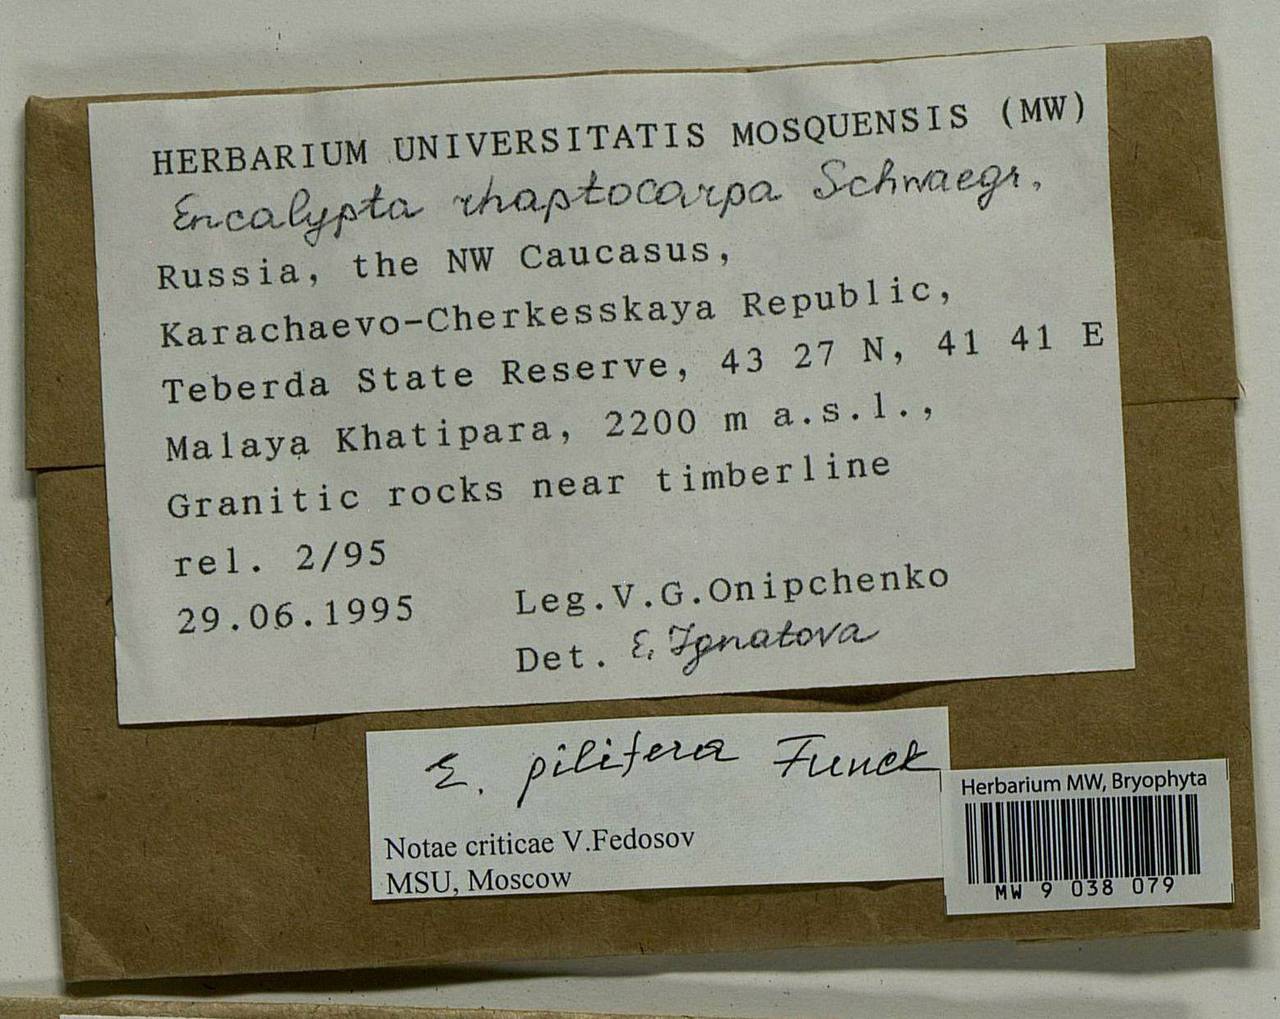 HERBARIUM UNIVERSITATIS MOSQUENSIS (MW)
Encalypta rhaptocarpa Schwaegr.
Russia, the NW Caucasus,
Karachaevo-Cherkesskaya Republic,
Teberda State Reserve, 43 27 N, 41 41 E
Malaya Khatipara, 2200 m a.s.l.,
Granitic rocks near timberline
rel. 2/95
29.06.1995 Leg.V.G.Onipchenko
Det. E. Ignatova
E. pilifera Funck
Notae criticae V.Fedosov
MSU, Moscow
Herbarium MW, Bryophyta
MW 9 038 079